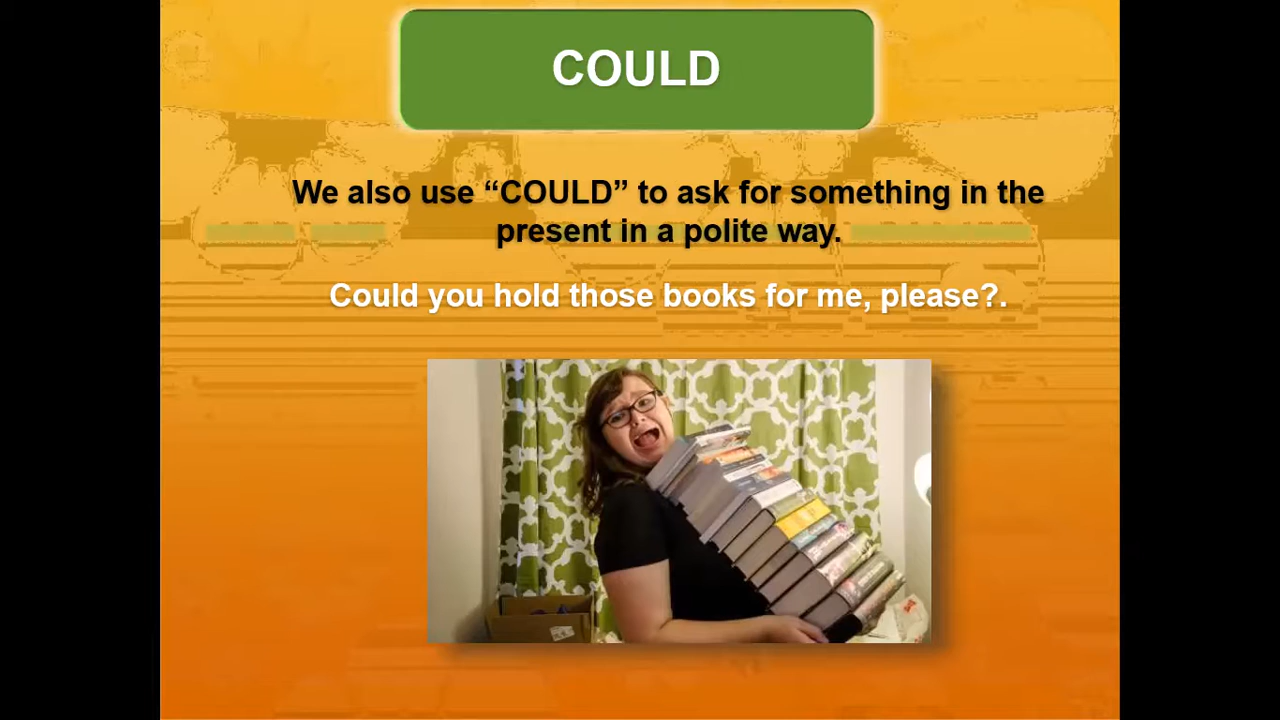 COULD
We also use “COULD” to ask for something in the
present in a polite way.
Could you hold those books for me, please?.